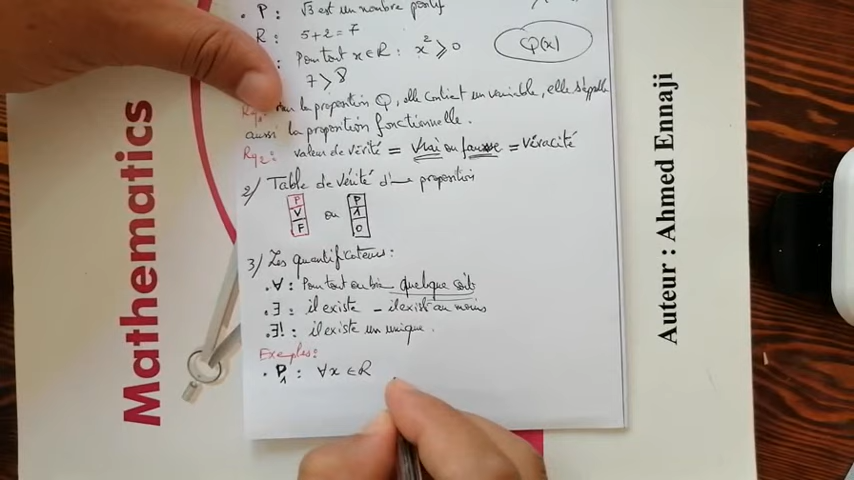 • P : √3 est un nombre positif
R : 5+2 = 7
: Pour tout x ∈ R : x² ⩾ 0
Q(x)
7 > 8
Rq1: la proposition Q, elle contient un variable, elle s'appelle
aussi la proposition fonctionnelle.
Rq2: valeur de vérité = Vrai ou fausse = Véracité
2/ Table de vérité d'une proposition
P
V
F
ou
P
1
0
3/ Les quantificateurs :
• ∀ : Pour tout ou bien quelque soit
• ∃ : il existe - il existe au moins
• ∃! : il existe un unique.
Exemples:
• P1 : ∀x ∈ R
Mathematics
Mathematics
Auteur : Ahmed Ennaji